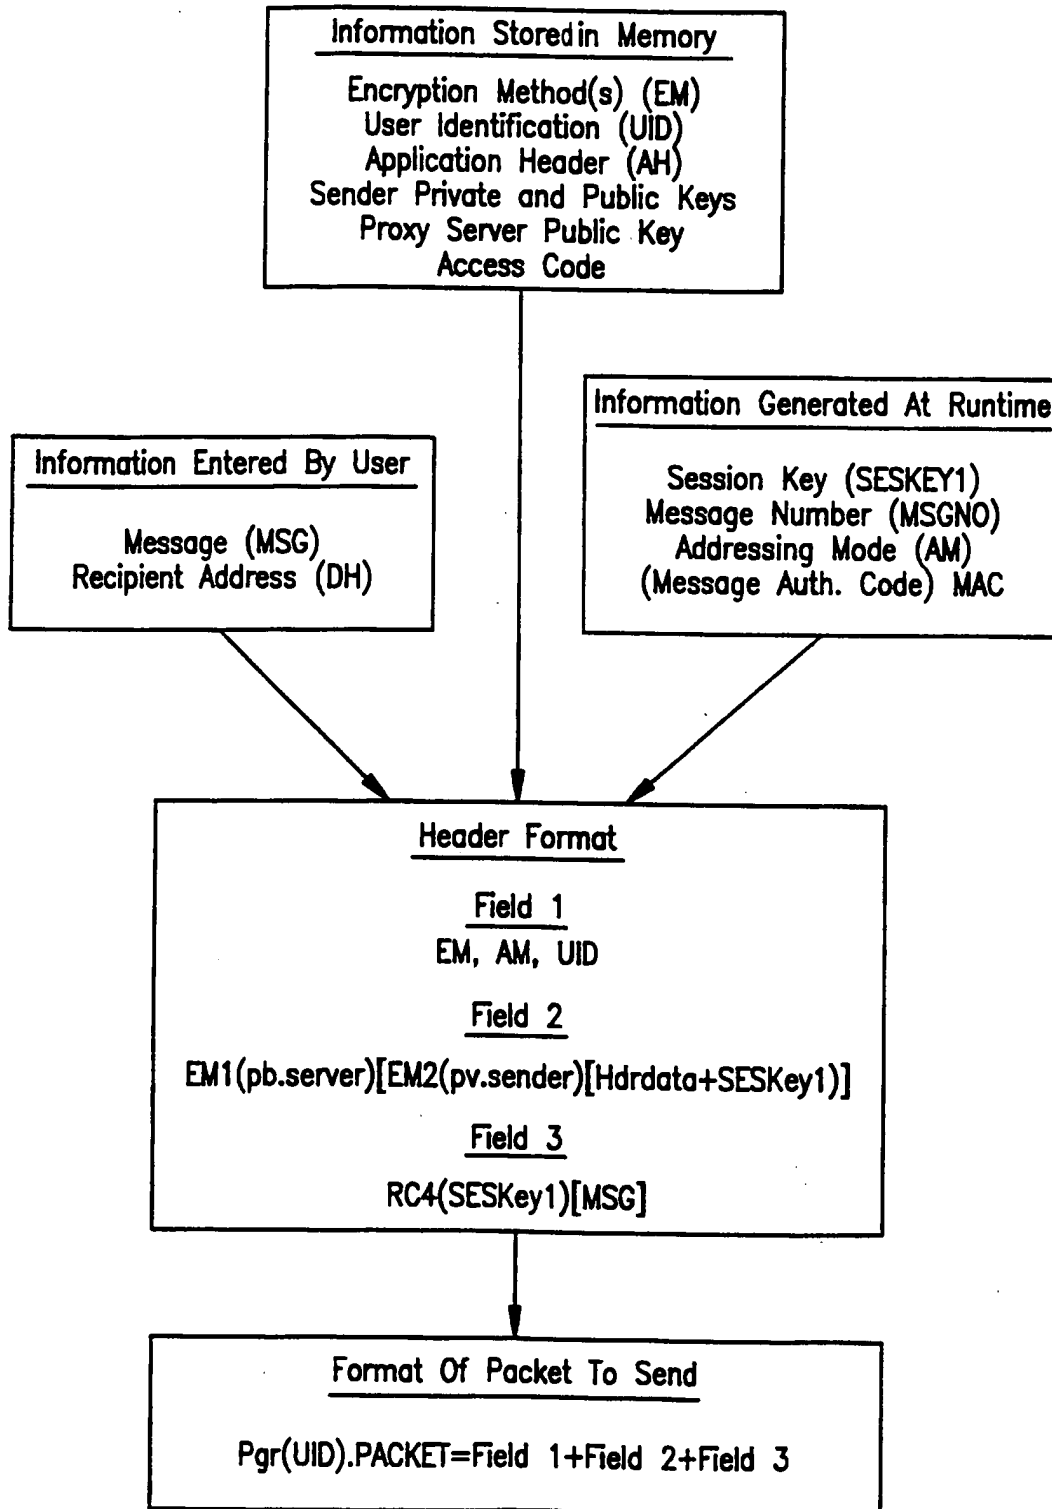 Information Stored in Memory
Encryption Method(s) (EM)
User Identification (UID)
Application Header (AH)
Sender Private and Public Keys
Proxy Server Public Key
Access Code
Information Entered By User
Message (MSG)
Recipient Address (DH)
Information Generated At Runtime
Session Key (SESKEY1)
Message Number (MSGNO)
Addressing Mode (AM)
(Message Auth. Code) MAC
Header Format
Field 1
EM, AM, UID
Field 2
EM1(pb.server)[EM2(pv.sender)[Hdrdata+SESKey1)]
Field 3
RC4(SESKey1)[MSG]
Format Of Packet To Send
Pgr(UID).PACKET=Field 1+Field 2+Field 3